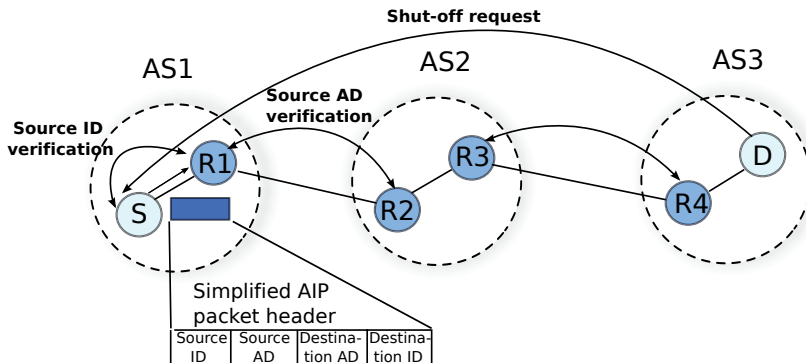 Shut-off request
AS1
AS2
AS3
Source AD
verification
Source ID
verification
R1
R3
D
S
R2
R4
Simplified AIP
packet header
Source
ID
Source
AD
Destina-
tion AD
Destina-
tion ID